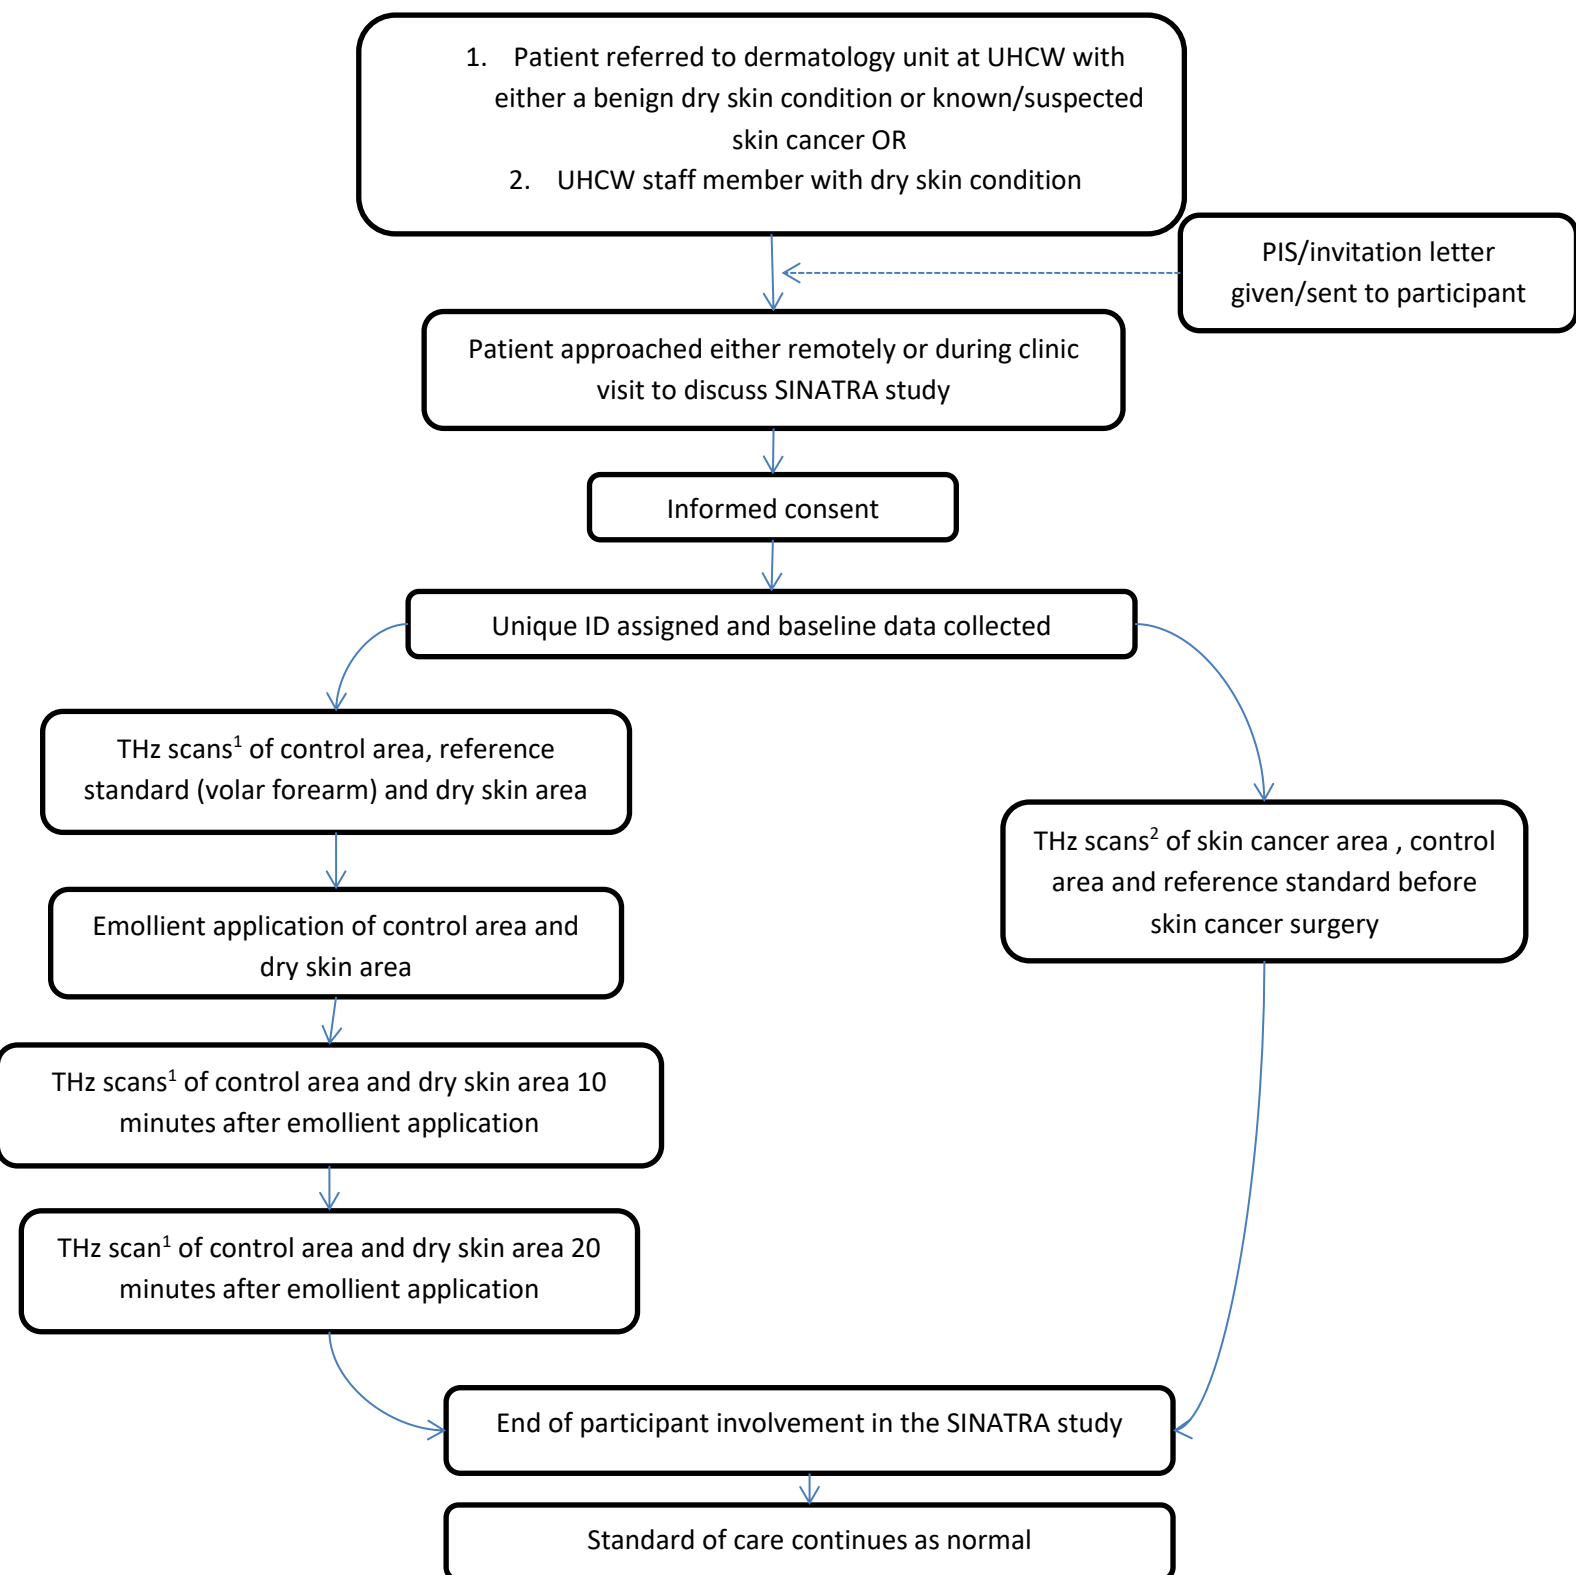 1. Patient referred to dermatology unit at UHCW with
either a benign dry skin condition or known/suspected
skin cancer OR
2. UHCW staff member with dry skin condition
PIS/invitation letter
given/sent to participant
Patient approached either remotely or during clinic
visit to discuss SINATRA study
Informed consent
Unique ID assigned and baseline data collected
THz scans¹ of control area, reference
standard (volar forearm) and dry skin area
THz scans² of skin cancer area , control
area and reference standard before
skin cancer surgery
Emollient application of control area and
dry skin area
THz scans¹ of control area and dry skin area 10
minutes after emollient application
THz scan¹ of control area and dry skin area 20
minutes after emollient application
End of participant involvement in the SINATRA study
Standard of care continues as normal